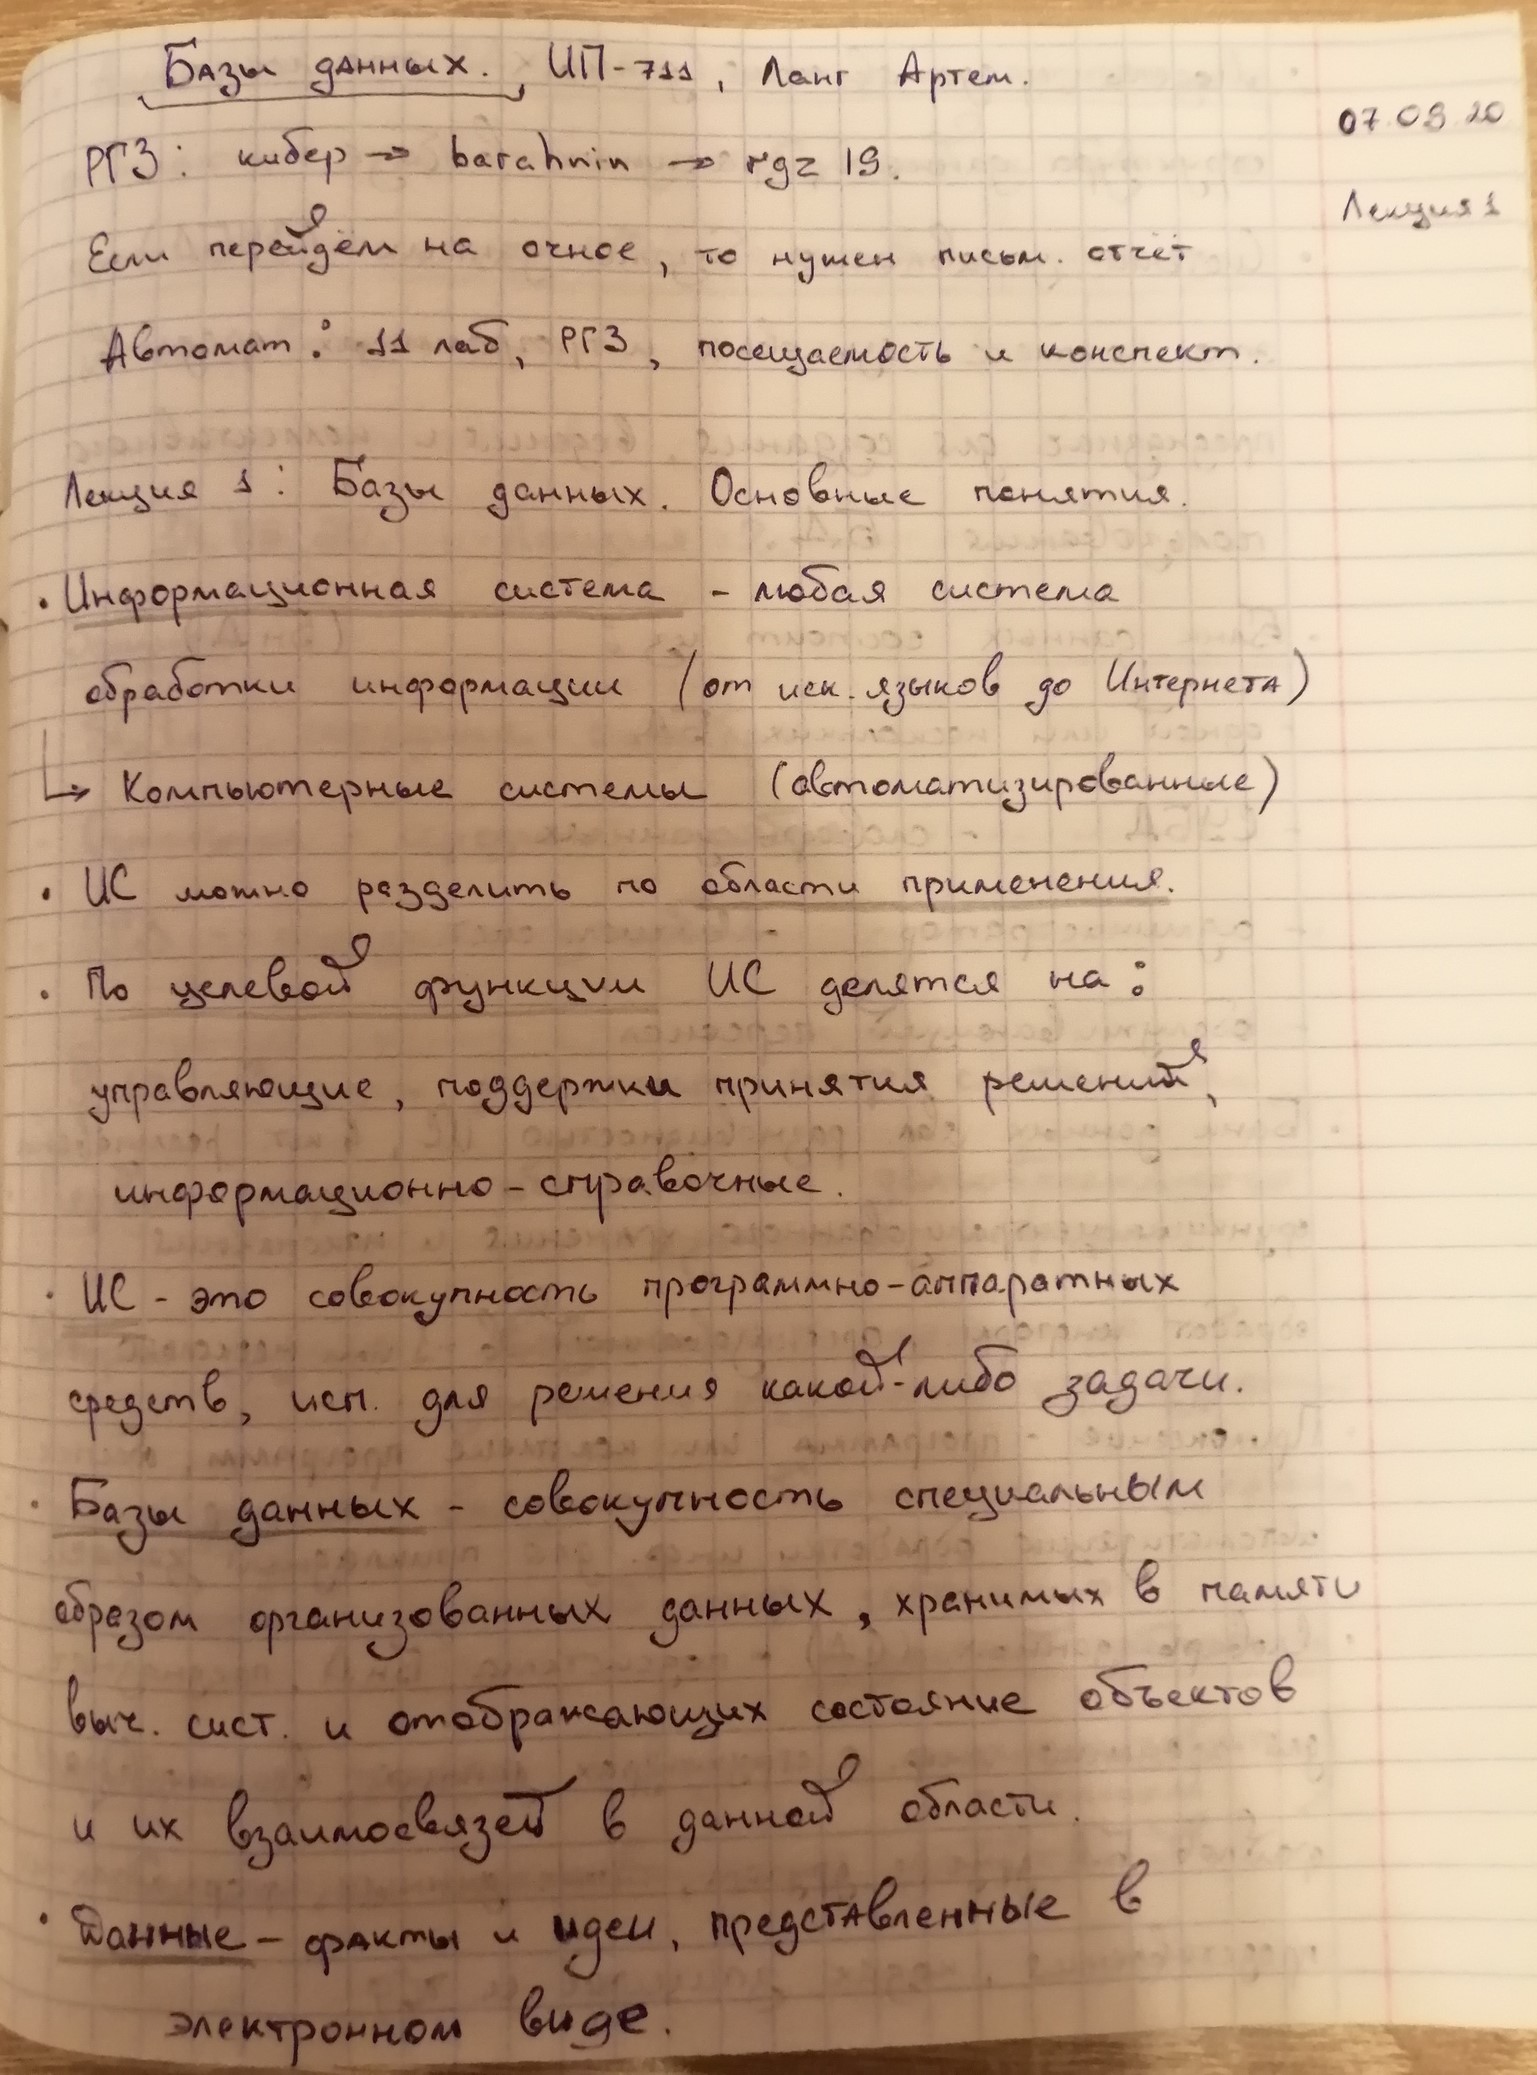 Базы данных. ИП-711, Ланг Артем.
07.09.20
РГЗ: кибер → barahnin → rgz 19.
Лекция 1
Если перейдём на очное, то нужен письм. отчёт
Автомат: 11 лаб, РГЗ, посещаемость и конспект.
Лекция 1: Базы данных. Основные понятия.
• Информационная система - любая система
обработки информации (от иск. языков до Интернета)
↳ Компьютерные системы (автоматизированные)
• ИС можно разделить по области применения.
• По целевой функции ИС делятся на:
управляющие, поддержки принятия решений,
информационно-справочные.
• ИС - это совокупность программно-аппаратных
средств, исп. для решения какой-либо задачи.
• Базы данных - совокупность специальным
образом организованных данных, хранимых в памяти
выч. сист. и отображающих состояние объектов
и их взаимосвязей в данной области.
• Данные - факты и идеи, представленные в
электронном виде.